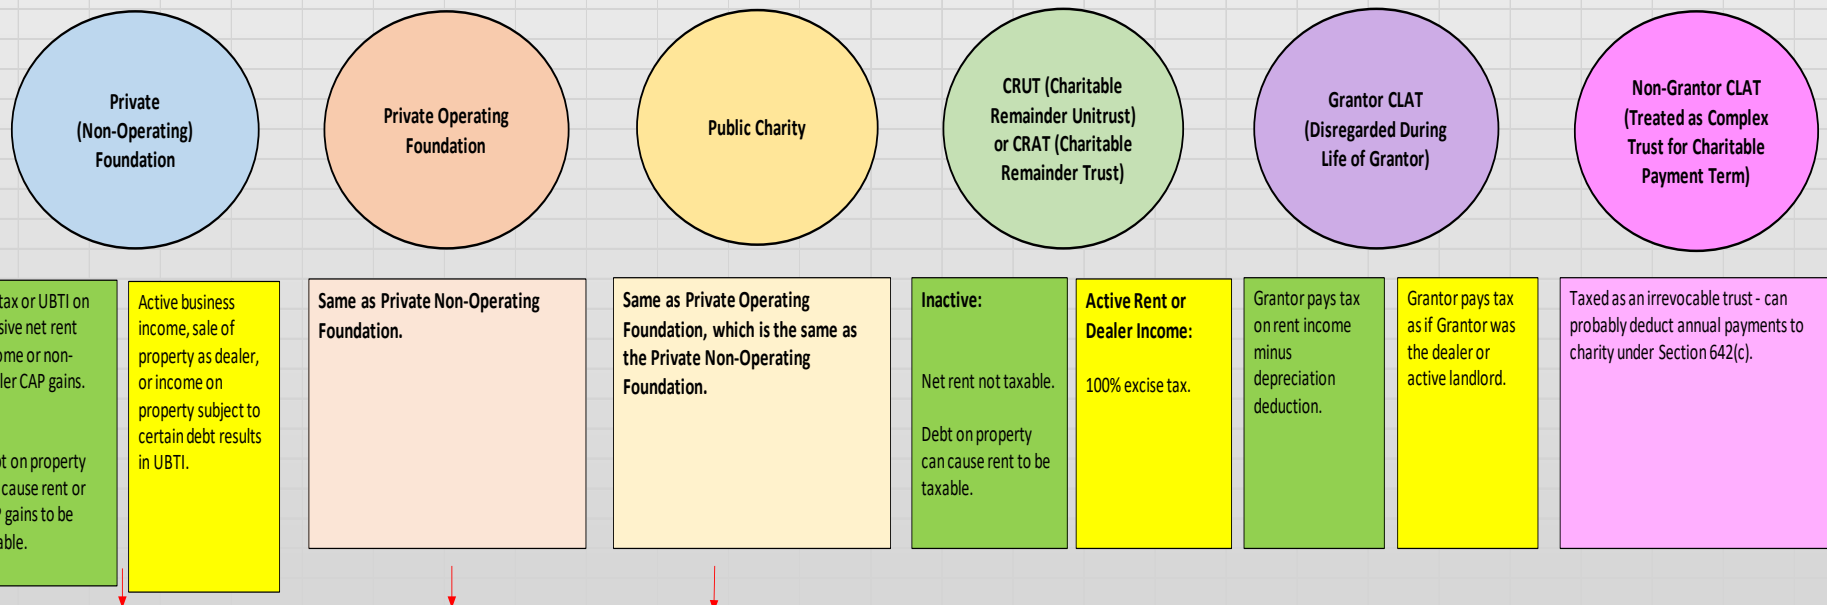 Private
(Non-Operating)
Foundation
Private Operating
Foundation
Public Charity
CRUT (Charitable
Remainder Unitrust)
or CRAT (Charitable
Remainder Trust)
Grantor CLAT
(Disregarded During
Life of Grantor)
Non-Grantor CLAT
(Treated as Complex
Trust for Charitable
Payment Term)
tax or UBTI on
sive net rent
ome or non-
ler CAP gains.
t on property
cause rent or
gains to be
able.
Active business
income, sale of
property as dealer,
or income on
property subject to
certain debt results
in UBTI.
Same as Private Non-Operating
Foundation.
Same as Private Operating
Foundation, which is the same as
the Private Non-Operating
Foundation.
Inactive:
Net rent not taxable.
Debt on property
can cause rent to be
taxable.
Active Rent or
Dealer Income:
100% excise tax.
Grantor pays tax
on rent income
minus
depreciation
deduction.
Grantor pays tax
as if Grantor was
the dealer or
active landlord.
Taxed as an irrevocable trust - can
probably deduct annual payments to
charity under Section 642(c).